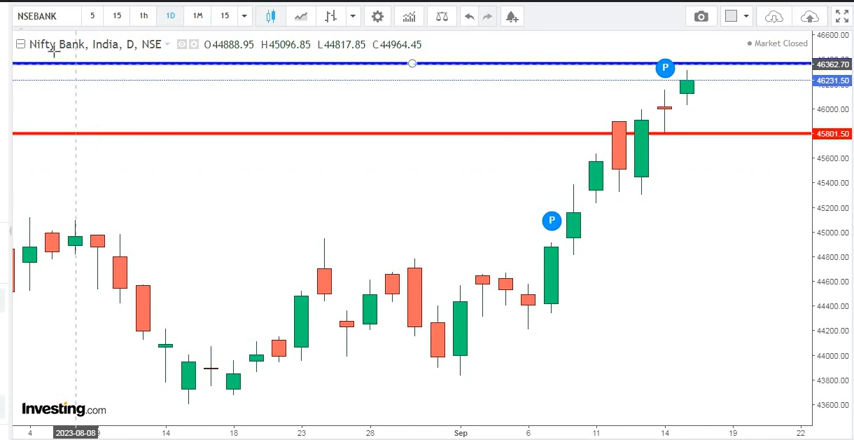 NSEBANK 5 15 1h 1D 1M 15
Nifty Bank, India, D, NSE O44888.95 H45096.85 L44817.85 C44964.45
Market Closed
46600.00
46362.70
46231.50
46000.00
45801.50
45600.00
45400.00
45200.00
45000.00
44800.00
44600.00
44400.00
44200.00
44000.00
43800.00
43600.00
P
P
Investing.com
4 2023-08-08 9 14 18 23 28 Sep 6 11 14 19 22